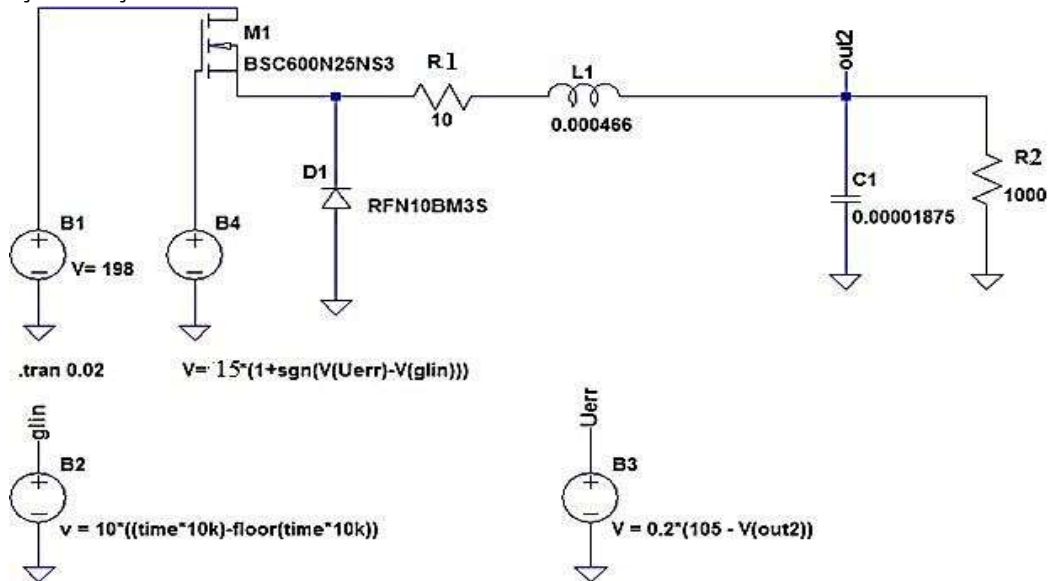 M1
BSC600N25NS3
R1
10
L1
0.000466
out2
D1
RFN10BM3S
C1
0.00001875
R2
1000
B1
V= 198
B4
.tran 0.02
V= 15*(1+sgn(V(Uerr)-V(glin)))
glin
B2
v = 10*((time*10k)-floor(time*10k))
Uerr
B3
V = 0.2*(105 - V(out2))